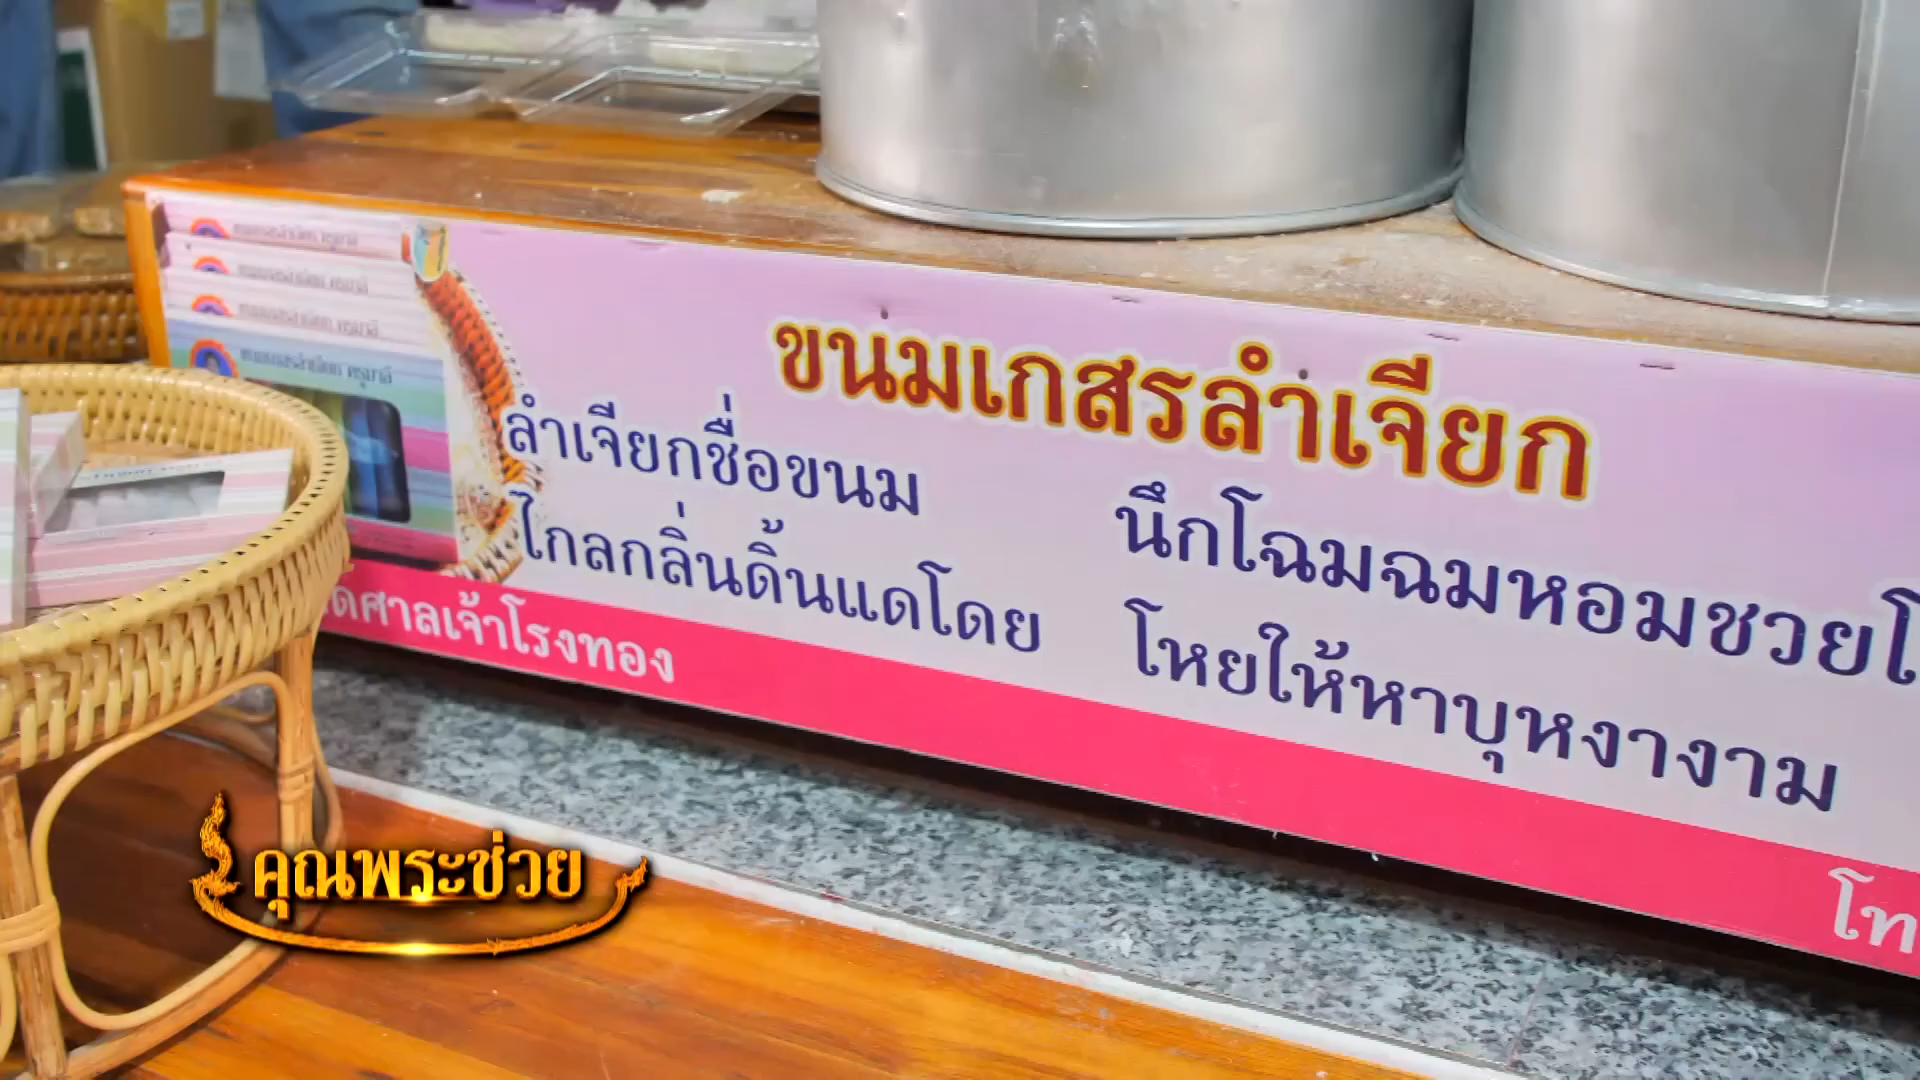 ขนมเกสรลำเจียก
ลำเจียกชื่อขนม นึกโฉมฉมหอมชวย
ไกลกลิ่นดิ้นแดโดย โหยให้หาบุหงางาม
ศาลเจ้าโรงทอง
คุณพระช่วย